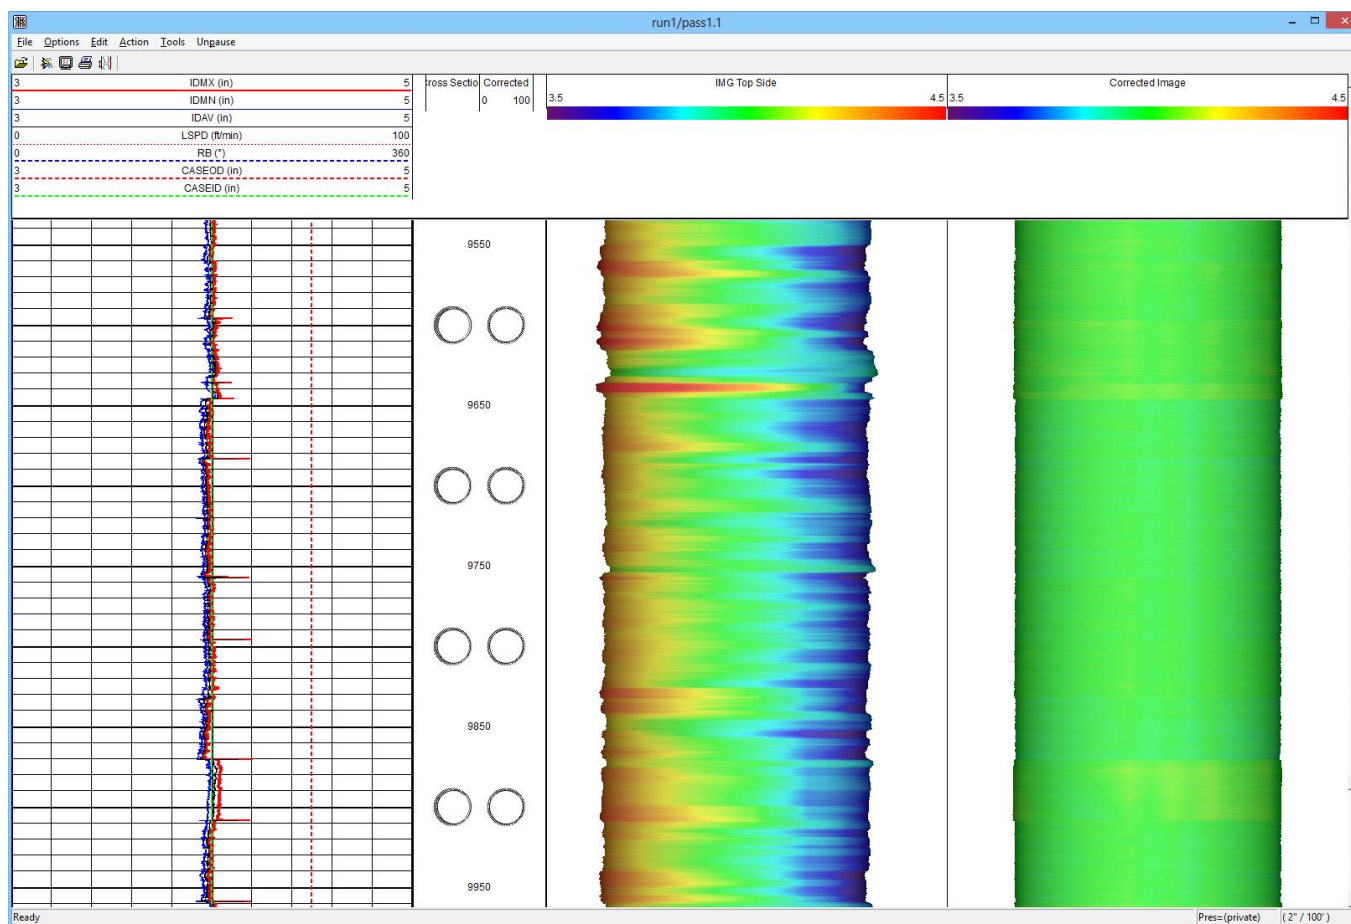 run1/pass1.1
File Options Edit Action Tools Unpause
3 IDMX (in) 5
3 IDMN (in) 5
3 IDAV (in) 5
0 LSPD (ft/min) 100
0 RB (°) 360
3 CASEOD (in) 5
3 CASEID (in) 5
Cross Sectio Corrected
0 100
IMG Top Side
3.5 4.5
Corrected Image
3.5 4.5
9550
9650
9750
9850
9950
Ready Pres=(private) (2" / 100')